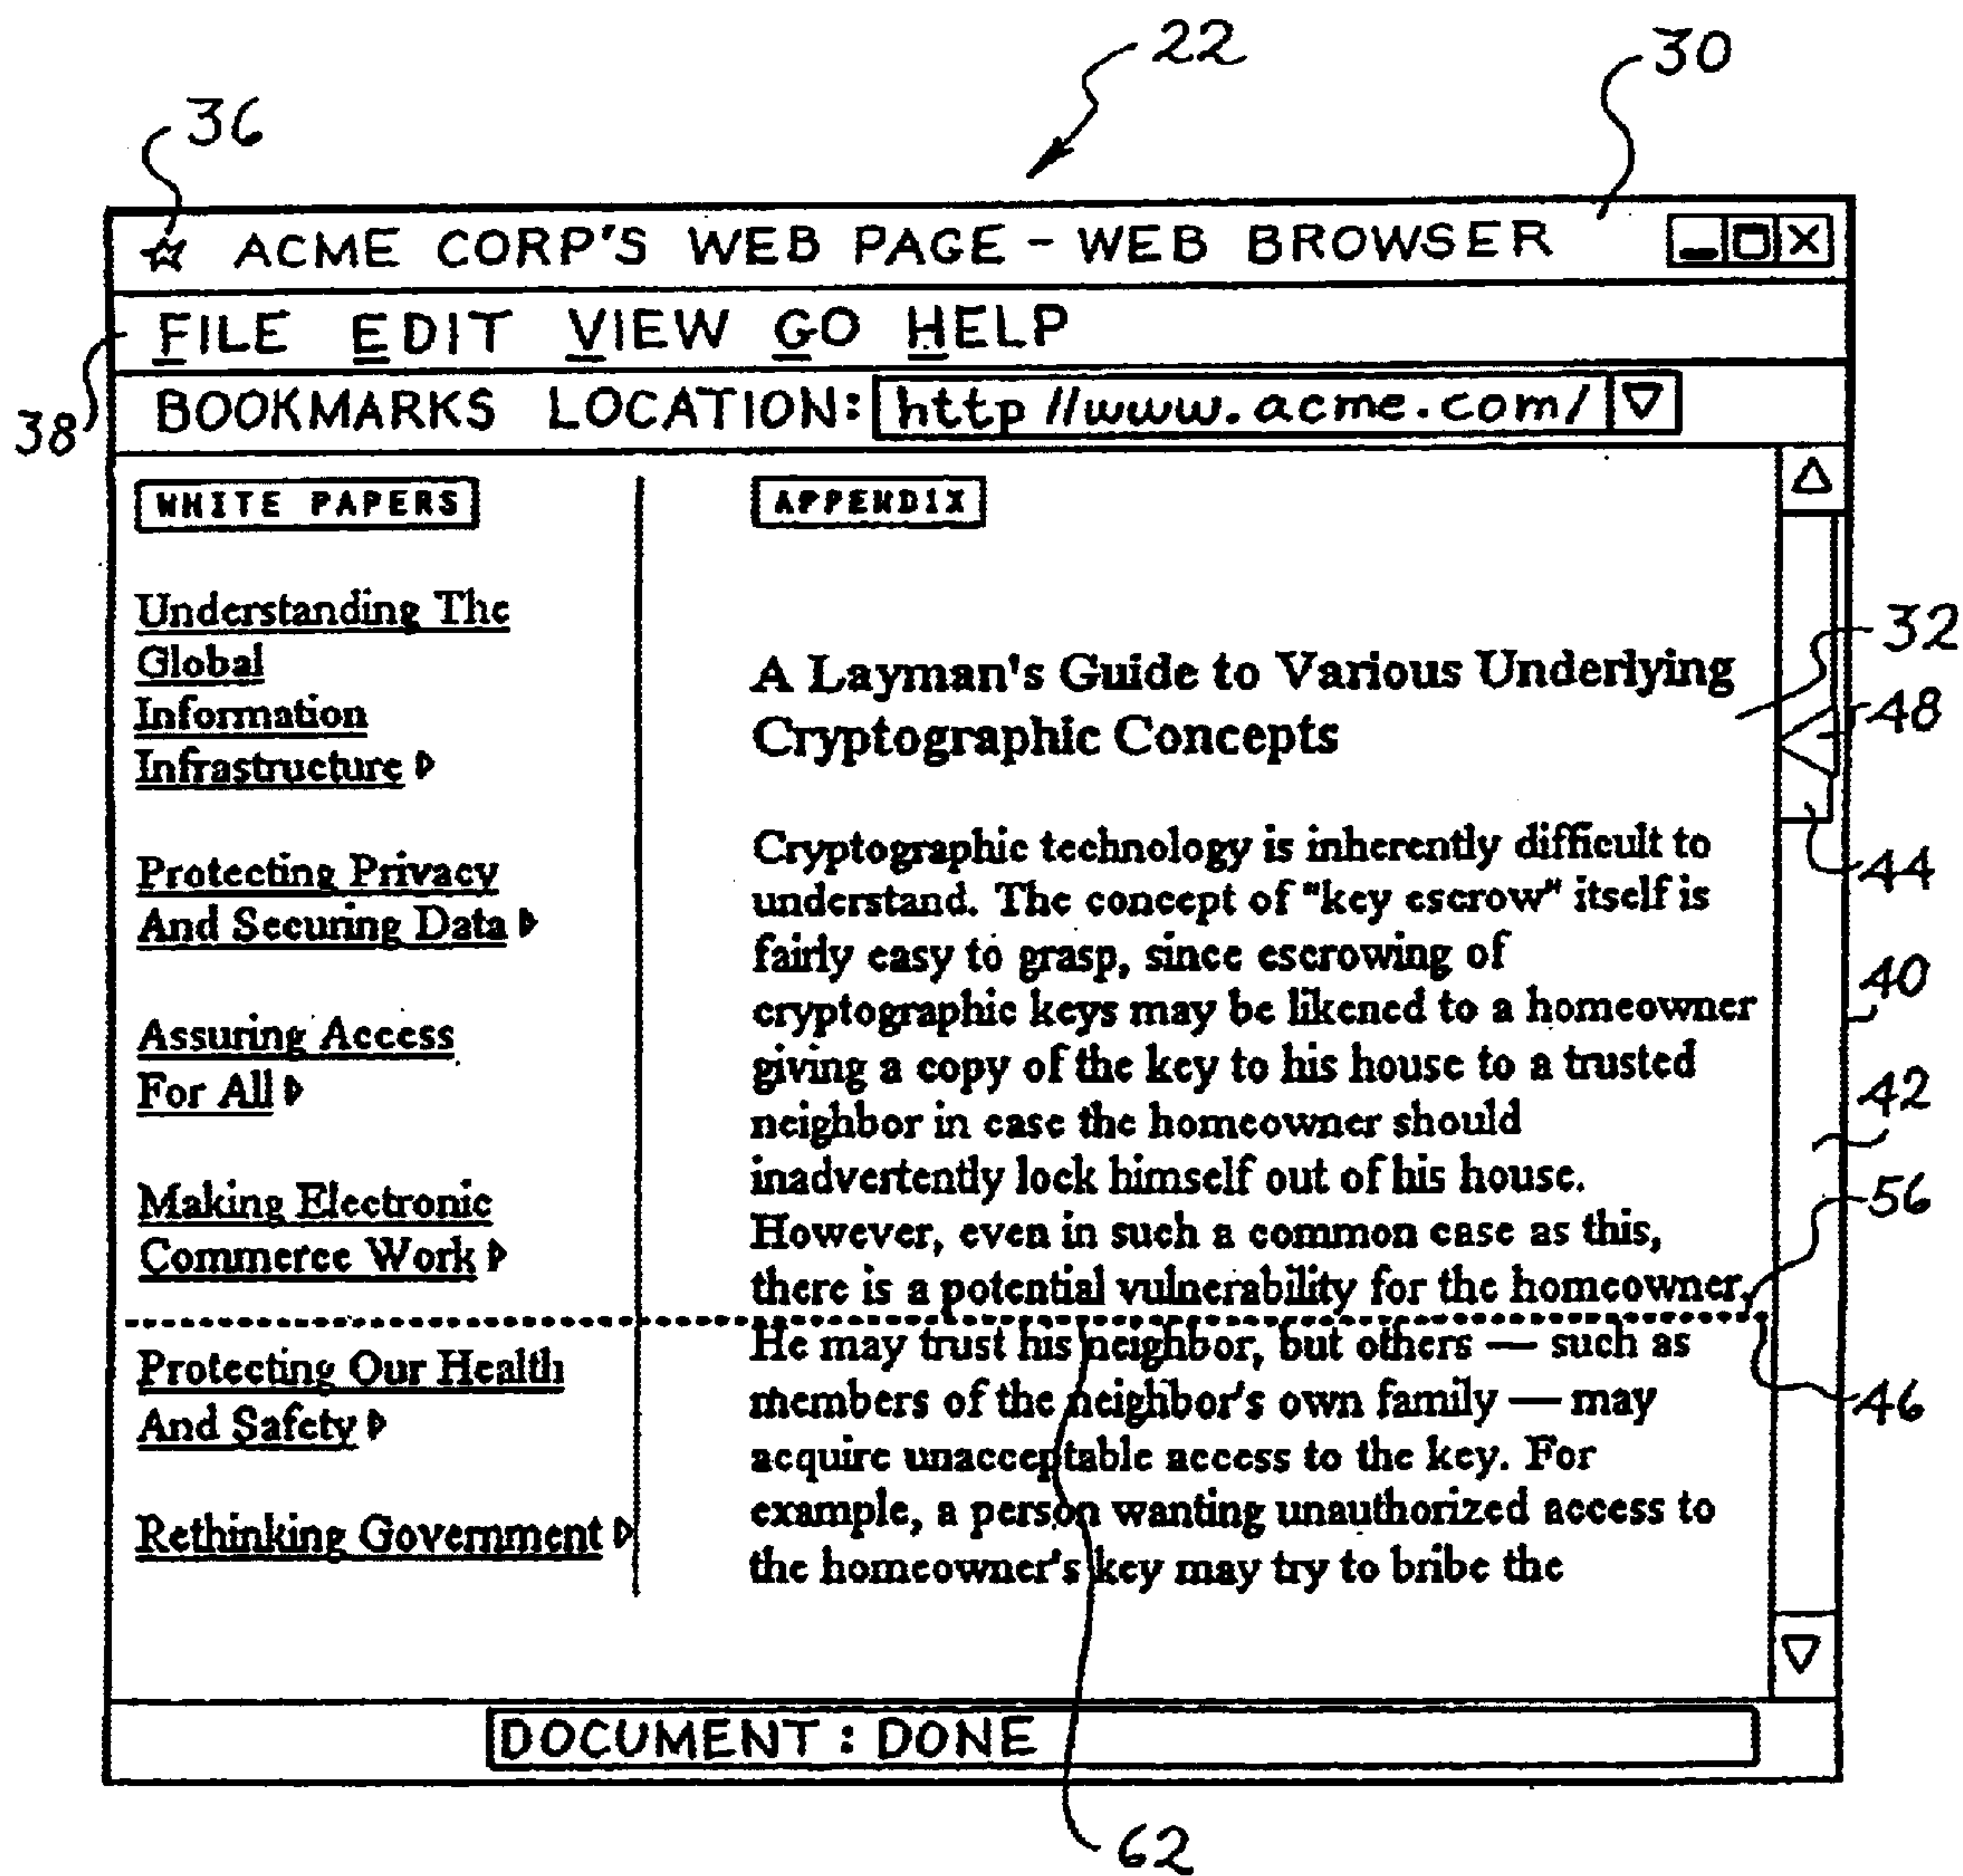 22
30
36
☆ ACME CORP'S WEB PAGE - WEB BROWSER
FILE EDIT VIEW GO HELP
38
BOOKMARKS LOCATION: http //www.acme.com/
WHITE PAPERS
Understanding The
Global
Information
Infrastructure
Protecting Privacy
And Securing Data
Assuring Access
For All
Making Electronic
Commerce Work
Protecting Our Health
And Safety
Rethinking Government
APPENDIX
A Layman's Guide to Various Underlying
Cryptographic Concepts
Cryptographic technology is inherently difficult to
understand. The concept of "key escrow" itself is
fairly easy to grasp, since escrowing of
cryptographic keys may be likened to a homeowner
giving a copy of the key to his house to a trusted
neighbor in case the homeowner should
inadvertently lock himself out of his house.
However, even in such a common case as this,
there is a potential vulnerability for the homeowner.
He may trust his neighbor, but others — such as
members of the neighbor's own family — may
acquire unacceptable access to the key. For
example, a person wanting unauthorized access to
the homeowner's key may try to bribe the
32
48
44
40
42
56
46
DOCUMENT : DONE
62